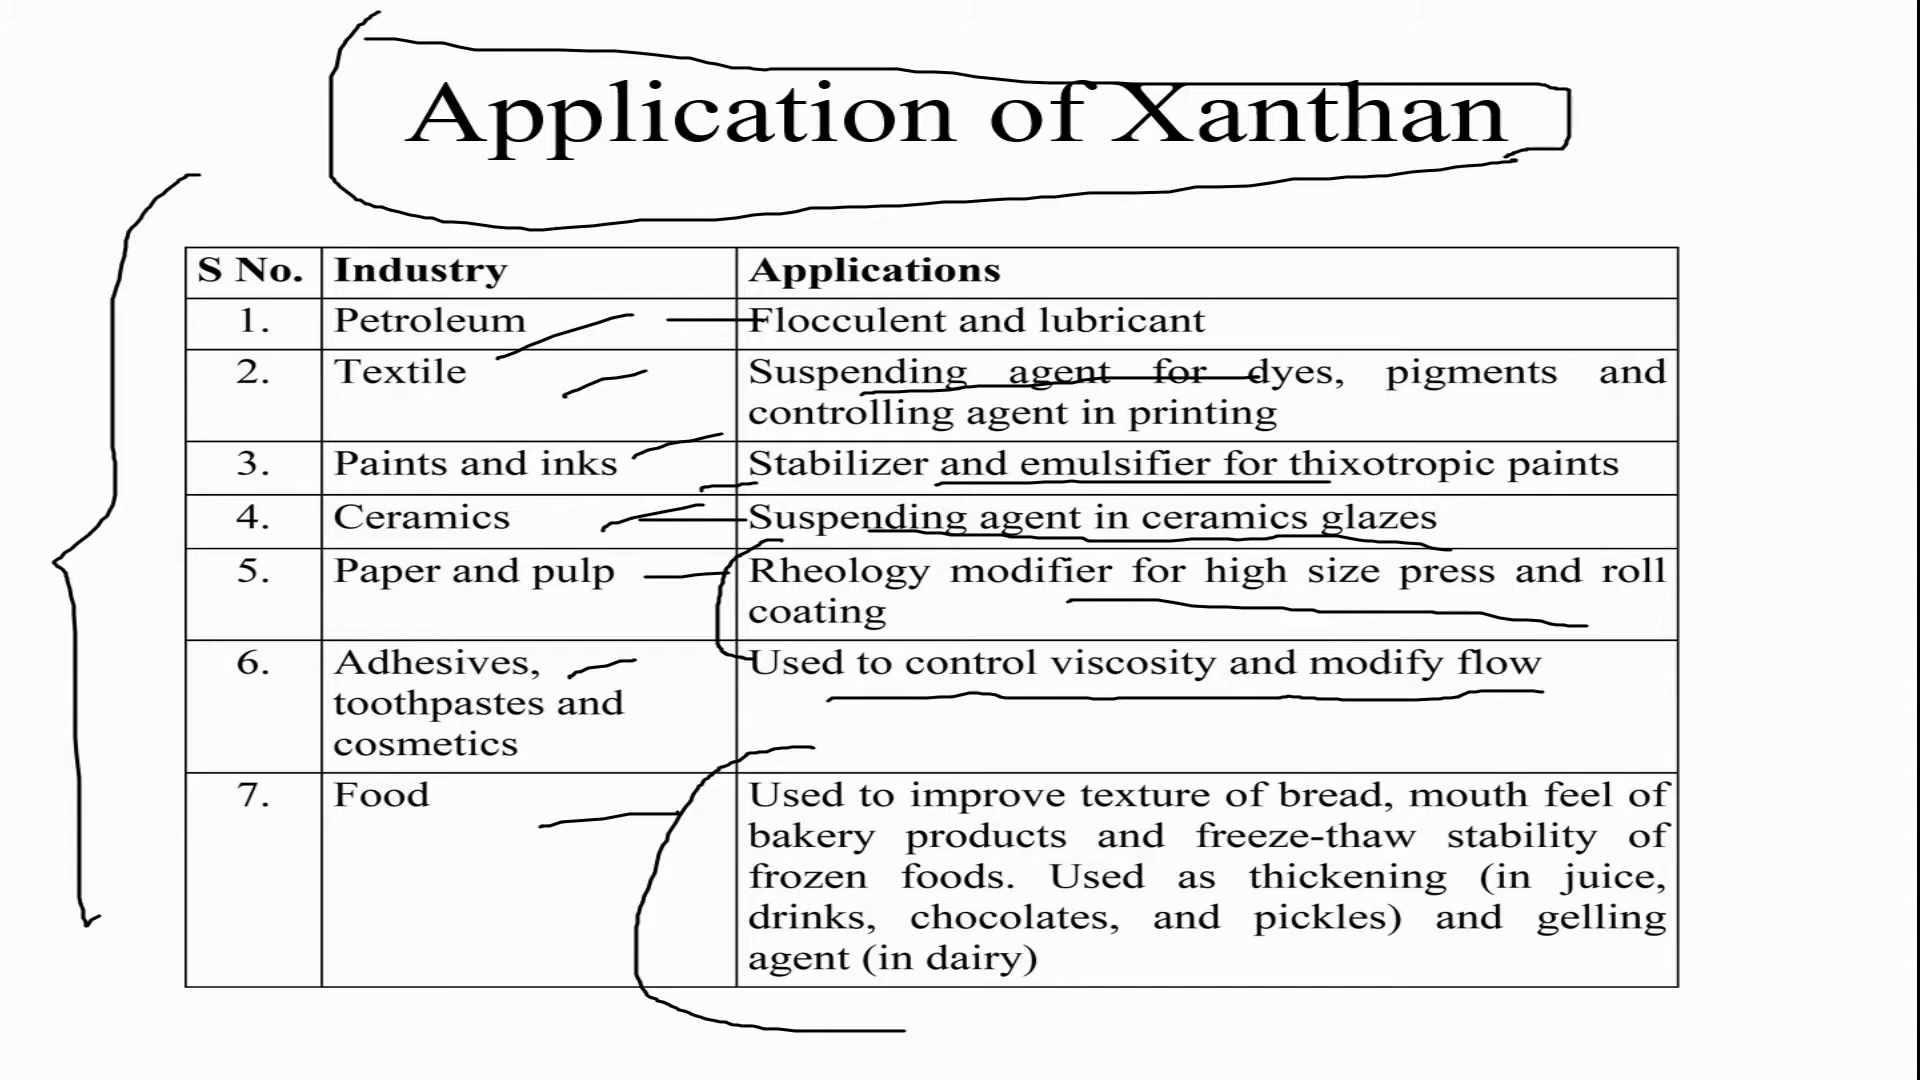 Application of Xanthan
S No. Industry Applications
1. Petroleum Flocculent and lubricant
2. Textile Suspending agent for dyes, pigments and
controlling agent in printing
3. Paints and inks Stabilizer and emulsifier for thixotropic paints
4. Ceramics Suspending agent in ceramics glazes
5. Paper and pulp Rheology modifier for high size press and roll
coating
6. Adhesives, Used to control viscosity and modify flow
toothpastes and
cosmetics
7. Food Used to improve texture of bread, mouth feel of
bakery products and freeze-thaw stability of
frozen foods. Used as thickening (in juice,
drinks, chocolates, and pickles) and gelling
agent (in dairy)